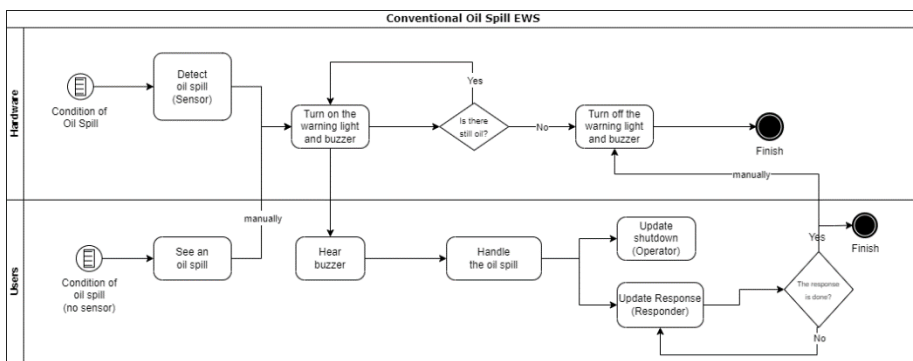 Conventional Oil Spill EWS
Hardware
Condition of
Oil Spill
Detect
oil spill
(Sensor)
Turn on the
warning light
and buzzer
Yes
Is there
still oil?
No
Turn off the
warning light
and buzzer
Finish
manually
manually
Users
Condition of
oil spill
(no sensor)
See an
oil spill
Hear
buzzer
Handle
the oil spill
Update
shutdown
(Operator)
Update Response
(Responder)
Yes
Finish
The response
is done?
No